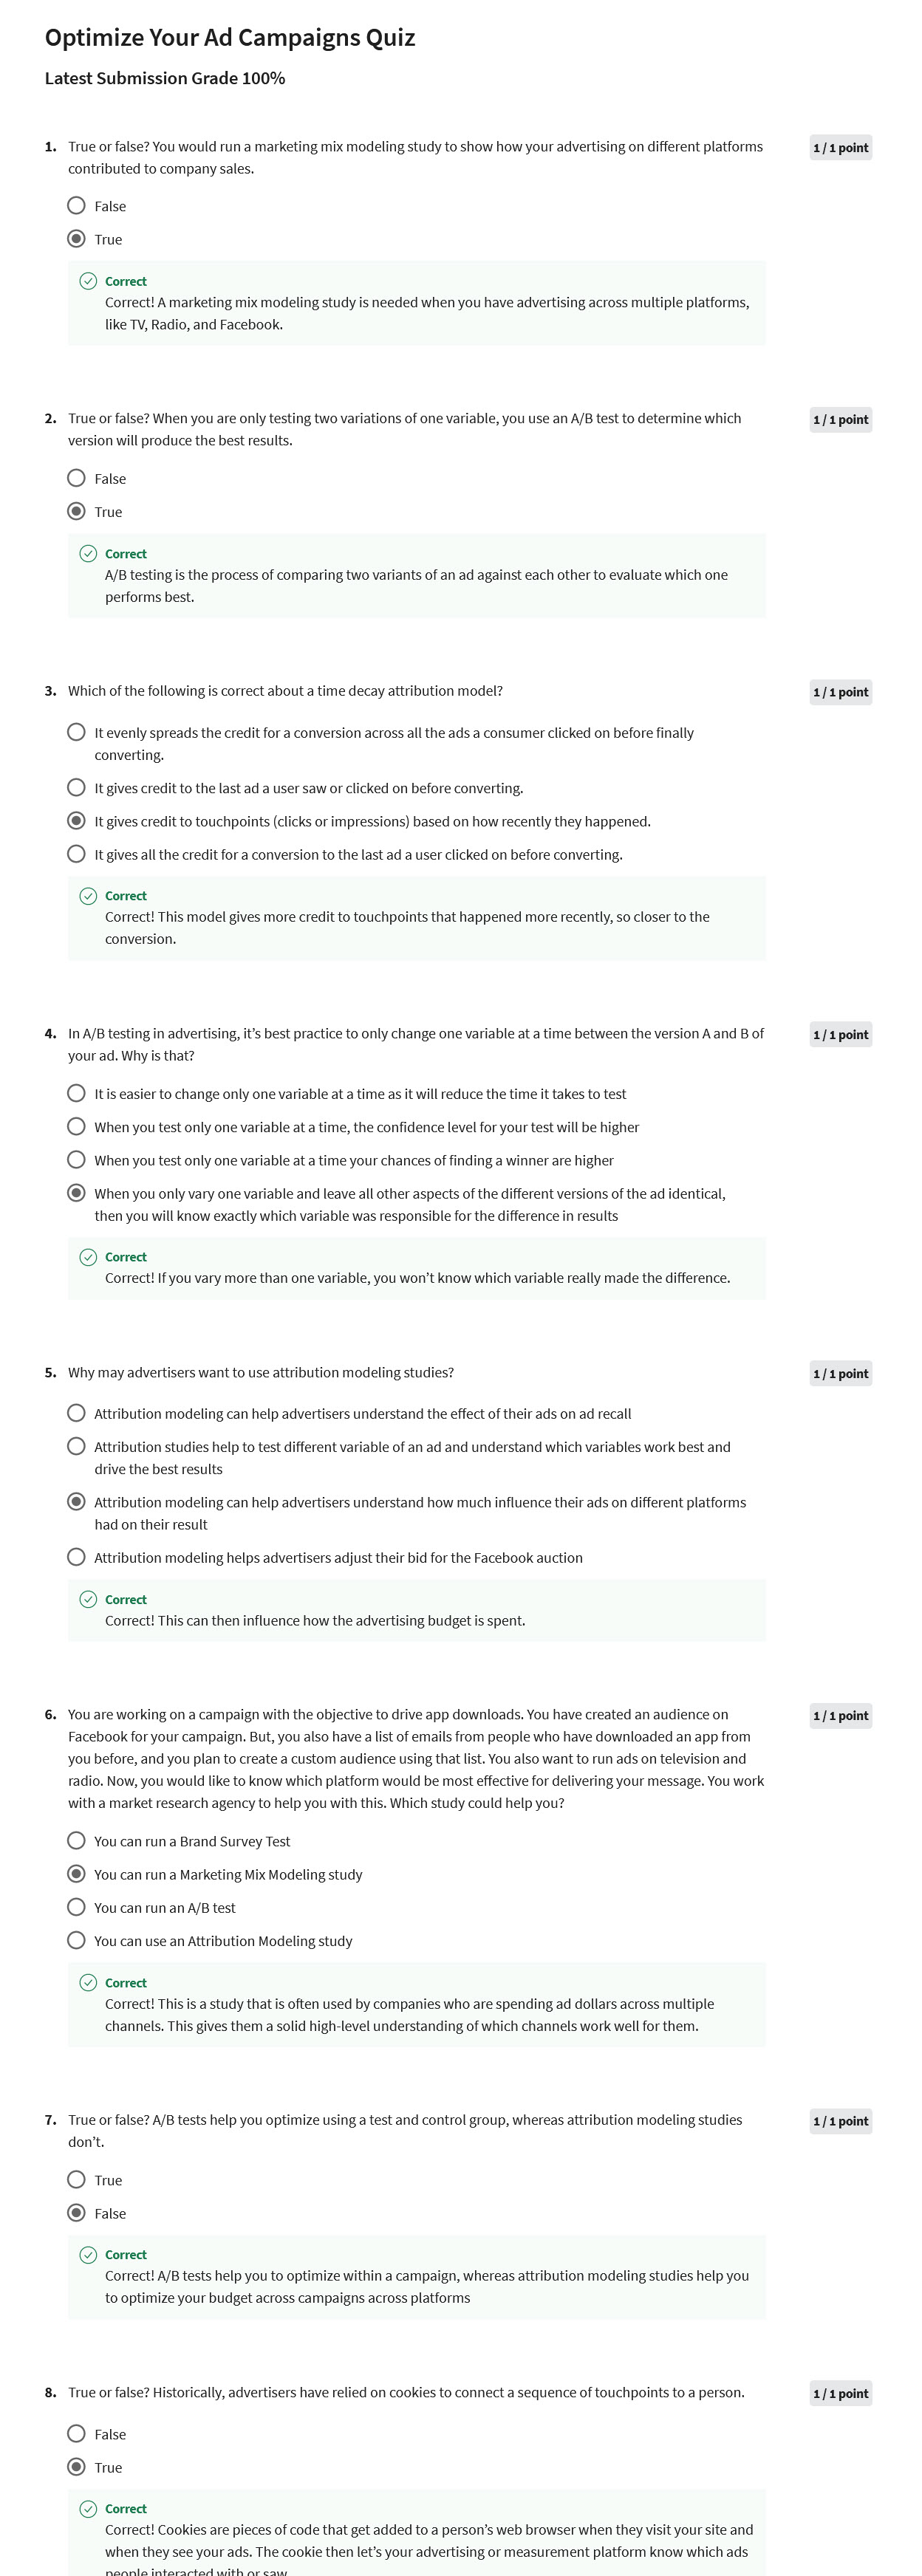 Optimize Your Ad Campaigns Quiz
Latest Submission Grade 100%
1. True or false? You would run a marketing mix modeling study to show how your advertising on different platforms
1 / 1 point
contributed to company sales.
False
True
Correct
Correct! A marketing mix modeling study is needed when you have advertising across multiple platforms,
like TV, Radio, and Facebook.
2. True or false? When you are only testing two variations of one variable, you use an A/B test to determine which
1 / 1 point
version will produce the best results.
False
True
Correct
A/B testing is the process of comparing two variants of an ad against each other to evaluate which one
performs best.
3. Which of the following is correct about a time decay attribution model?
1 / 1 point
It evenly spreads the credit for a conversion across all the ads a consumer clicked on before finally
converting.
It gives credit to the last ad a user saw or clicked on before converting.
It gives credit to touchpoints (clicks or impressions) based on how recently they happened.
It gives all the credit for a conversion to the last ad a user clicked on before converting.
Correct
Correct! This model gives more credit to touchpoints that happened more recently, so closer to the
conversion.
4. In A/B testing in advertising, it’s best practice to only change one variable at a time between the version A and B of
1 / 1 point
your ad. Why is that?
It is easier to change only one variable at a time as it will reduce the time it takes to test
When you test only one variable at a time, the confidence level for your test will be higher
When you test only one variable at a time your chances of finding a winner are higher
When you only vary one variable and leave all other aspects of the different versions of the ad identical,
then you will know exactly which variable was responsible for the difference in results
Correct
Correct! If you vary more than one variable, you won’t know which variable really made the difference.
5. Why may advertisers want to use attribution modeling studies?
1 / 1 point
Attribution modeling can help advertisers understand the effect of their ads on ad recall
Attribution studies help to test different variable of an ad and understand which variables work best and
drive the best results
Attribution modeling can help advertisers understand how much influence their ads on different platforms
had on their result
Attribution modeling helps advertisers adjust their bid for the Facebook auction
Correct
Correct! This can then influence how the advertising budget is spent.
6. You are working on a campaign with the objective to drive app downloads. You have created an audience on
1 / 1 point
Facebook for your campaign. But, you also have a list of emails from people who have downloaded an app from
you before, and you plan to create a custom audience using that list. You also want to run ads on television and
radio. Now, you would like to know which platform would be most effective for delivering your message. You work
with a market research agency to help you with this. Which study could help you?
You can run a Brand Survey Test
You can run a Marketing Mix Modeling study
You can run an A/B test
You can use an Attribution Modeling study
Correct
Correct! This is a study that is often used by companies who are spending ad dollars across multiple
channels. This gives them a solid high-level understanding of which channels work well for them.
7. True or false? A/B tests help you optimize using a test and control group, whereas attribution modeling studies
1 / 1 point
don’t.
True
False
Correct
Correct! A/B tests help you to optimize within a campaign, whereas attribution modeling studies help you
to optimize your budget across campaigns across platforms
8. True or false? Historically, advertisers have relied on cookies to connect a sequence of touchpoints to a person.
1 / 1 point
False
True
Correct
Correct! Cookies are pieces of code that get added to a person’s web browser when they visit your site and
when they see your ads. The cookie then let’s your advertising or measurement platform know which ads
people interacted with or saw.